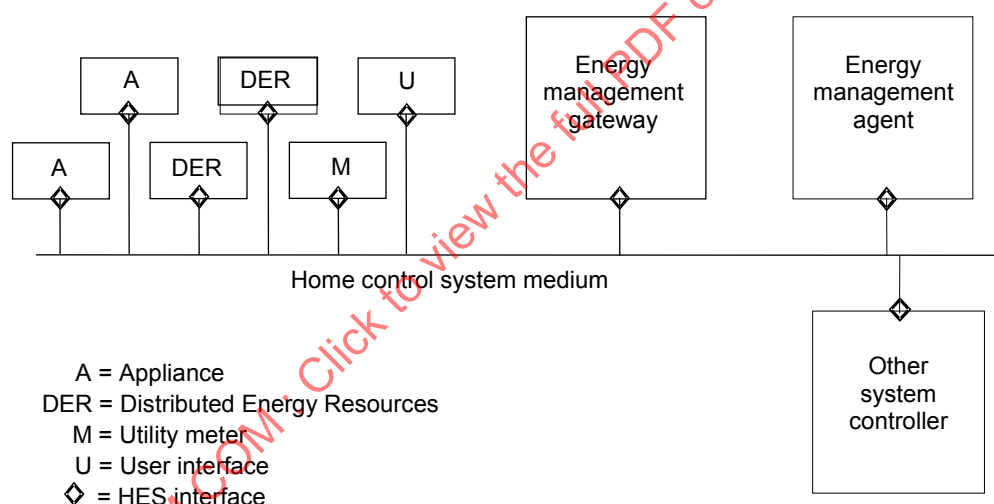 A
DER
U
Energy
management
gateway
Energy
management
agent
A
DER
M
Home control system medium
Other
system
controller
A = Appliance
DER = Distributed Energy Resources
M = Utility meter
U = User interface
= HES interface
COM : Click to view the full PDF